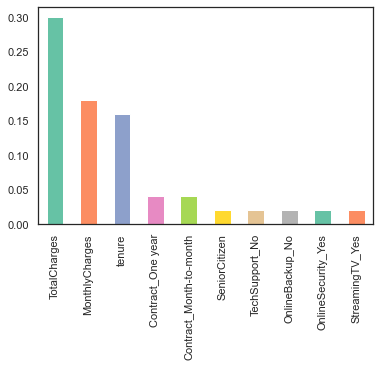 0.30
0.25
0.20
0.15
0.10
0.05
0.00
TotalCharges
MonthlyCharges
tenure
Contract_One year
Contract_Month-to-month
SeniorCitizen
TechSupport_No
OnlineBackup_No
OnlineSecurity_Yes
StreamingTV_Yes